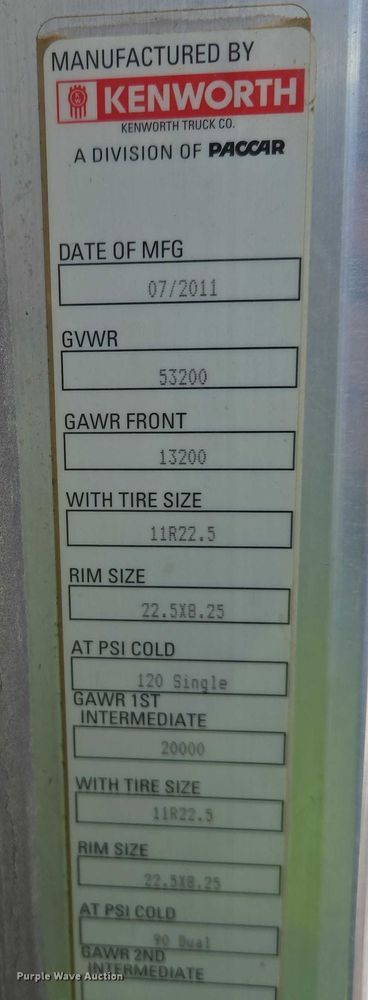 MANUFACTURED BY
KENWORTH
KENWORTH TRUCK CO.
A DIVISION OF PACCAR
DATE OF MFG
07/2011
GVWR
53200
GAWR FRONT
13200
WITH TIRE SIZE
11R22.5
RIM SIZE
22.5X8.25
AT PSI COLD
120 Single
GAWR 1ST
INTERMEDIATE
20000
WITH TIRE SIZE
11R22.5
RIM SIZE
22.5X8.25
AT PSI COLD
90 Dual
GAWR 2ND
INTERMEDIATE
Purple Wave Auction